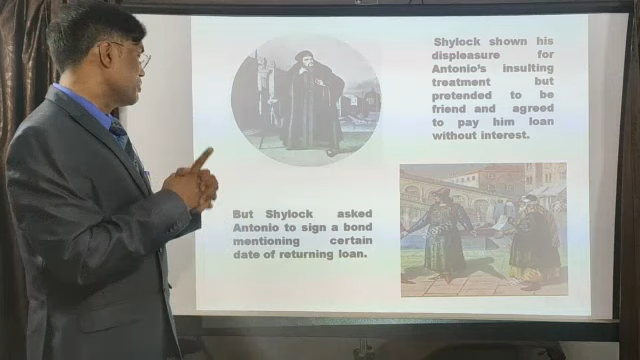 Shylock shown his
displeasure for
Antonio's insulting
treatment but
pretended to be
friend and agreed
to pay him loan
without interest.
But Shylock asked
Antonio to sign a bond
mentioning certain
date of returning loan.